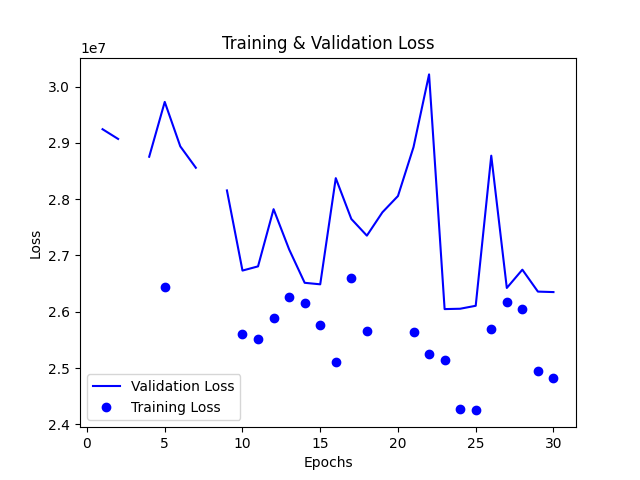 Training & Validation Loss
1e7
3.0
2.9
2.8
2.7
2.6
2.5
2.4
Loss
Validation Loss
Training Loss
0 5 10 15 20 25 30
Epochs